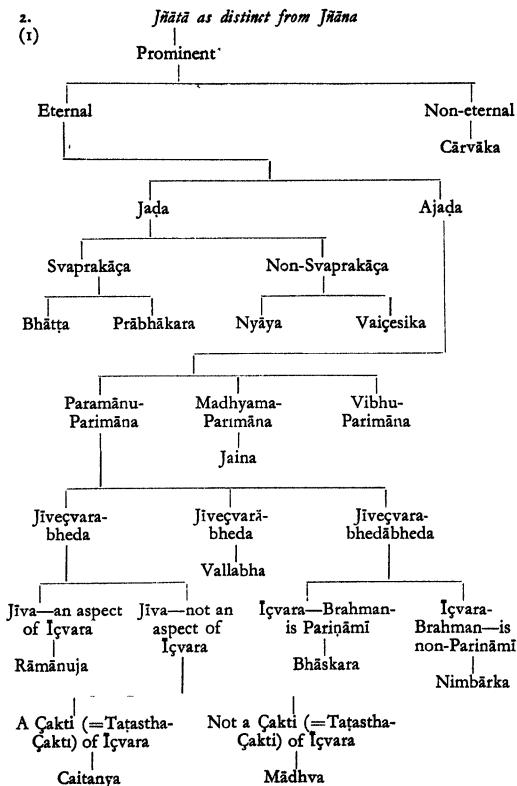 2. Jñātā as distinct from Jñāna
(1)
Prominent
Eternal Non-eternal
Cārvāka
Jaḍa Ajaḍa
Svaprakāça Non-Svaprakāça
Bhātṭa Prābhākara Nyāya Vaiçesika
Paramānu- Madhyama- Vibhu-
Parimāna Parimāna Parimāna
Jaina
Jīveçvara- Jīveçvarā- Jīveçvara-
bheda bheda bhedābheda
Vallabha
Jīva—an aspect Jīva—not an Īçvara—Brahman- Īçvara-
of Īçvara aspect of is Pariṇāmī Brahman—is
Īçvara non-Parināmī
Rāmānuja Bhāskara
Nimbārka
A Çakti (=Taṭastha- Not a Çakti (=Taṭastha-
Çakti) of Īçvara Çakti) of Īçvara
Caitanya Mādhva